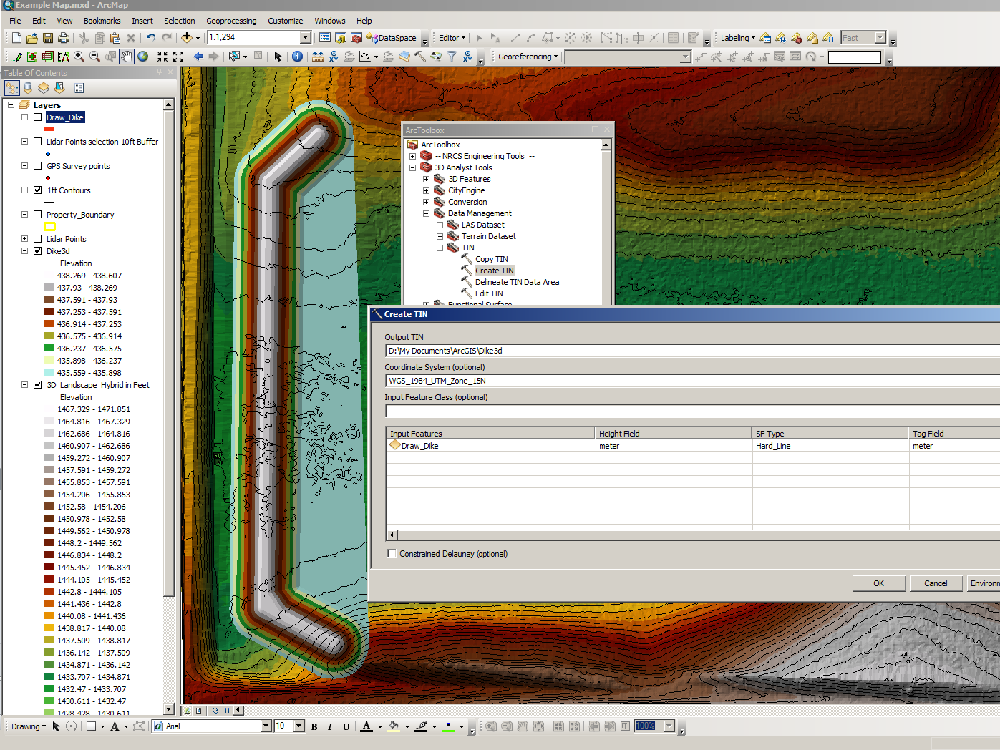 Example Map.mxd - ArcMap
File Edit View Bookmarks Insert Selection Geoprocessing Customize Windows Help
1:1,294 DataSpace Editor Labeling Fast
Georeferencing
Table Of Contents
Layers
Draw_Dike
Lidar Points selection 10ft Buffer
GPS Survey points
1ft Contours
Property_Boundary
Lidar Points
Dike3d
Elevation
438.269 - 438.607
437.93 - 438.269
437.591 - 437.93
437.253 - 437.591
436.914 - 437.253
436.575 - 436.914
436.237 - 436.575
435.898 - 436.237
435.559 - 435.898
3D_Landscape_Hybrid in Feet
Elevation
1467.329 - 1471.851
1464.816 - 1467.329
1462.686 - 1464.816
1460.907 - 1462.686
1459.272 - 1460.907
1457.591 - 1459.272
1455.853 - 1457.591
1454.206 - 1455.853
1452.58 - 1454.206
1450.978 - 1452.58
1449.562 - 1450.978
1448.2 - 1449.562
1446.834 - 1448.2
1445.452 - 1446.834
1444.105 - 1445.452
1442.8 - 1444.105
1441.436 - 1442.8
1440.08 - 1441.436
1438.817 - 1440.08
1437.509 - 1438.817
1436.142 - 1437.509
1434.871 - 1436.142
1433.707 - 1434.871
1432.47 - 1433.707
1430.611 - 1432.47
1428.428 - 1430.611
ArcToolbox
ArcToolbox
-- NRCS Engineering Tools --
3D Analyst Tools
3D Features
CityEngine
Conversion
Data Management
LAS Dataset
Terrain Dataset
TIN
Copy TIN
Create TIN
Delineate TIN Data Area
Edit TIN
Functional Surface
Create TIN
Output TIN
D:\My Documents\ArcGIS\Dike3d
Coordinate System (optional)
WGS_1984_UTM_Zone_15N
Input Feature Class (optional)
Input Features Height Field SF Type Tag Field
Draw_Dike meter Hard_Line meter
Constrained Delaunay (optional)
OK Cancel Environm
Drawing A Arial 10 B I U A 100%